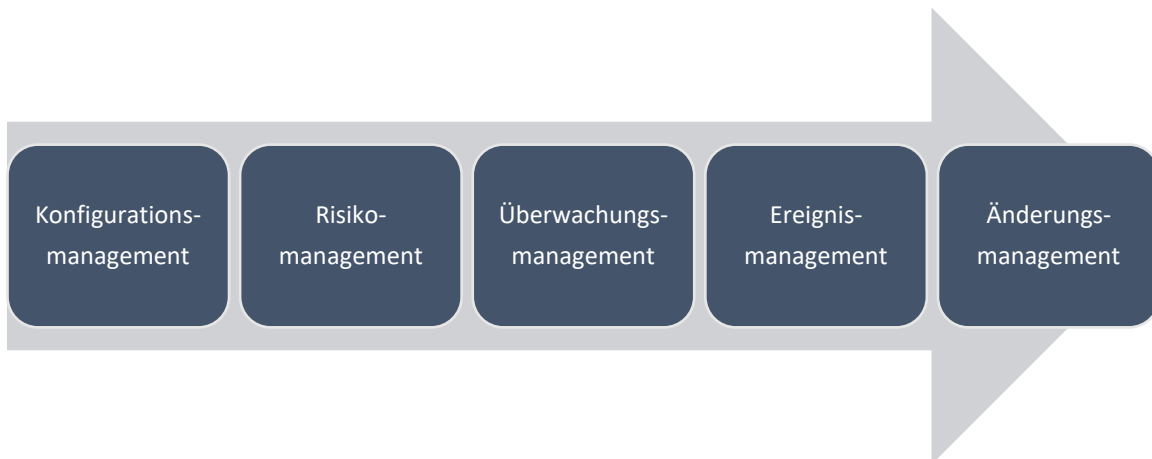 Konfigurations-
management
Risiko-
management
Überwachungs-
management
Ereignis-
management
Änderungs-
management